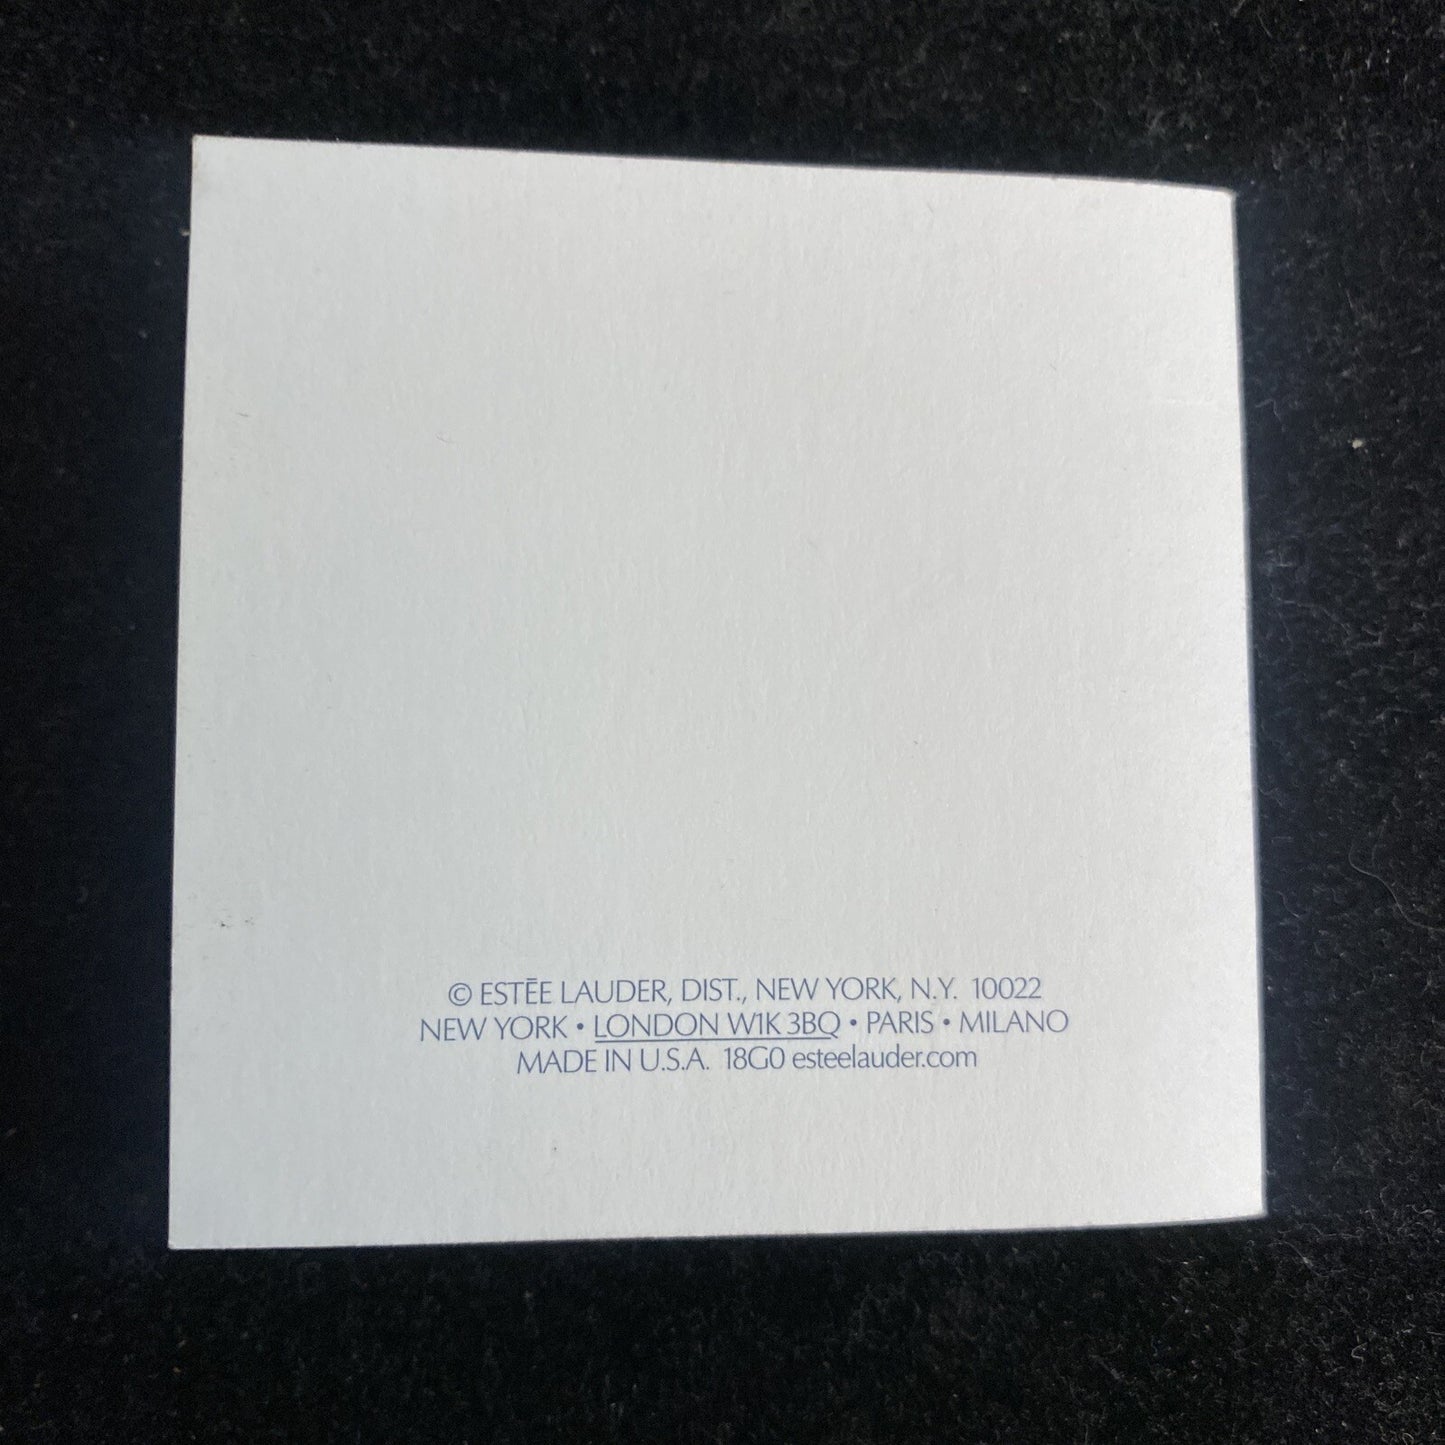 © ESTĒE LAUDER, DIST., NEW YORK, N.Y. 10022
NEW YORK • LONDON W1K 3BQ • PARIS • MILANO
MADE IN U.S.A. 18G0 esteelauder.com